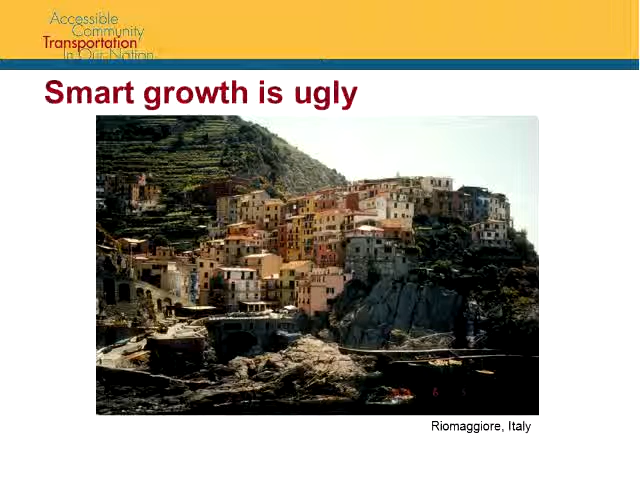 Accessible
Community
Transportation
In Our Nation
Smart growth is ugly
Riomaggiore, Italy